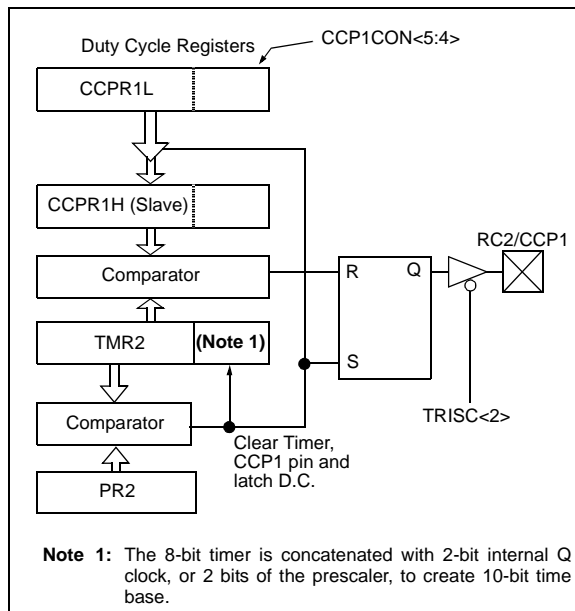 Duty Cycle Registers
CCP1CON<5:4>
CCPR1L
CCPR1H (Slave)
Comparator
RC2/CCP1
R
Q
TMR2
(Note 1)
S
TRISC<2>
Comparator
Clear Timer,
CCP1 pin and
latch D.C.
PR2
Note 1: The 8-bit timer is concatenated with 2-bit internal Q
clock, or 2 bits of the prescaler, to create 10-bit time
base.